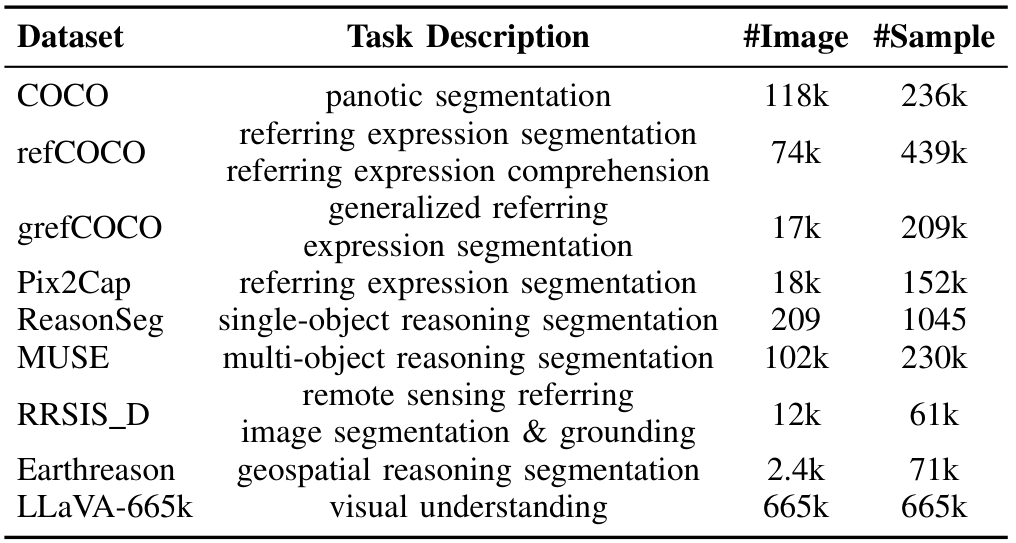 Dataset Task Description #Image #Sample
COCO panotic segmentation 118k 236k
refCOCO referring expression segmentation referring expression comprehension 74k 439k
grefCOCO generalized referring expression segmentation 17k 209k
Pix2Cap referring expression segmentation 18k 152k
ReasonSeg single-object reasoning segmentation 209 1045
MUSE multi-object reasoning segmentation 102k 230k
RRSIS_D remote sensing referring image segmentation & grounding 12k 61k
Earthreason geospatial reasoning segmentation 2.4k 71k
LLaVA-665k visual understanding 665k 665k